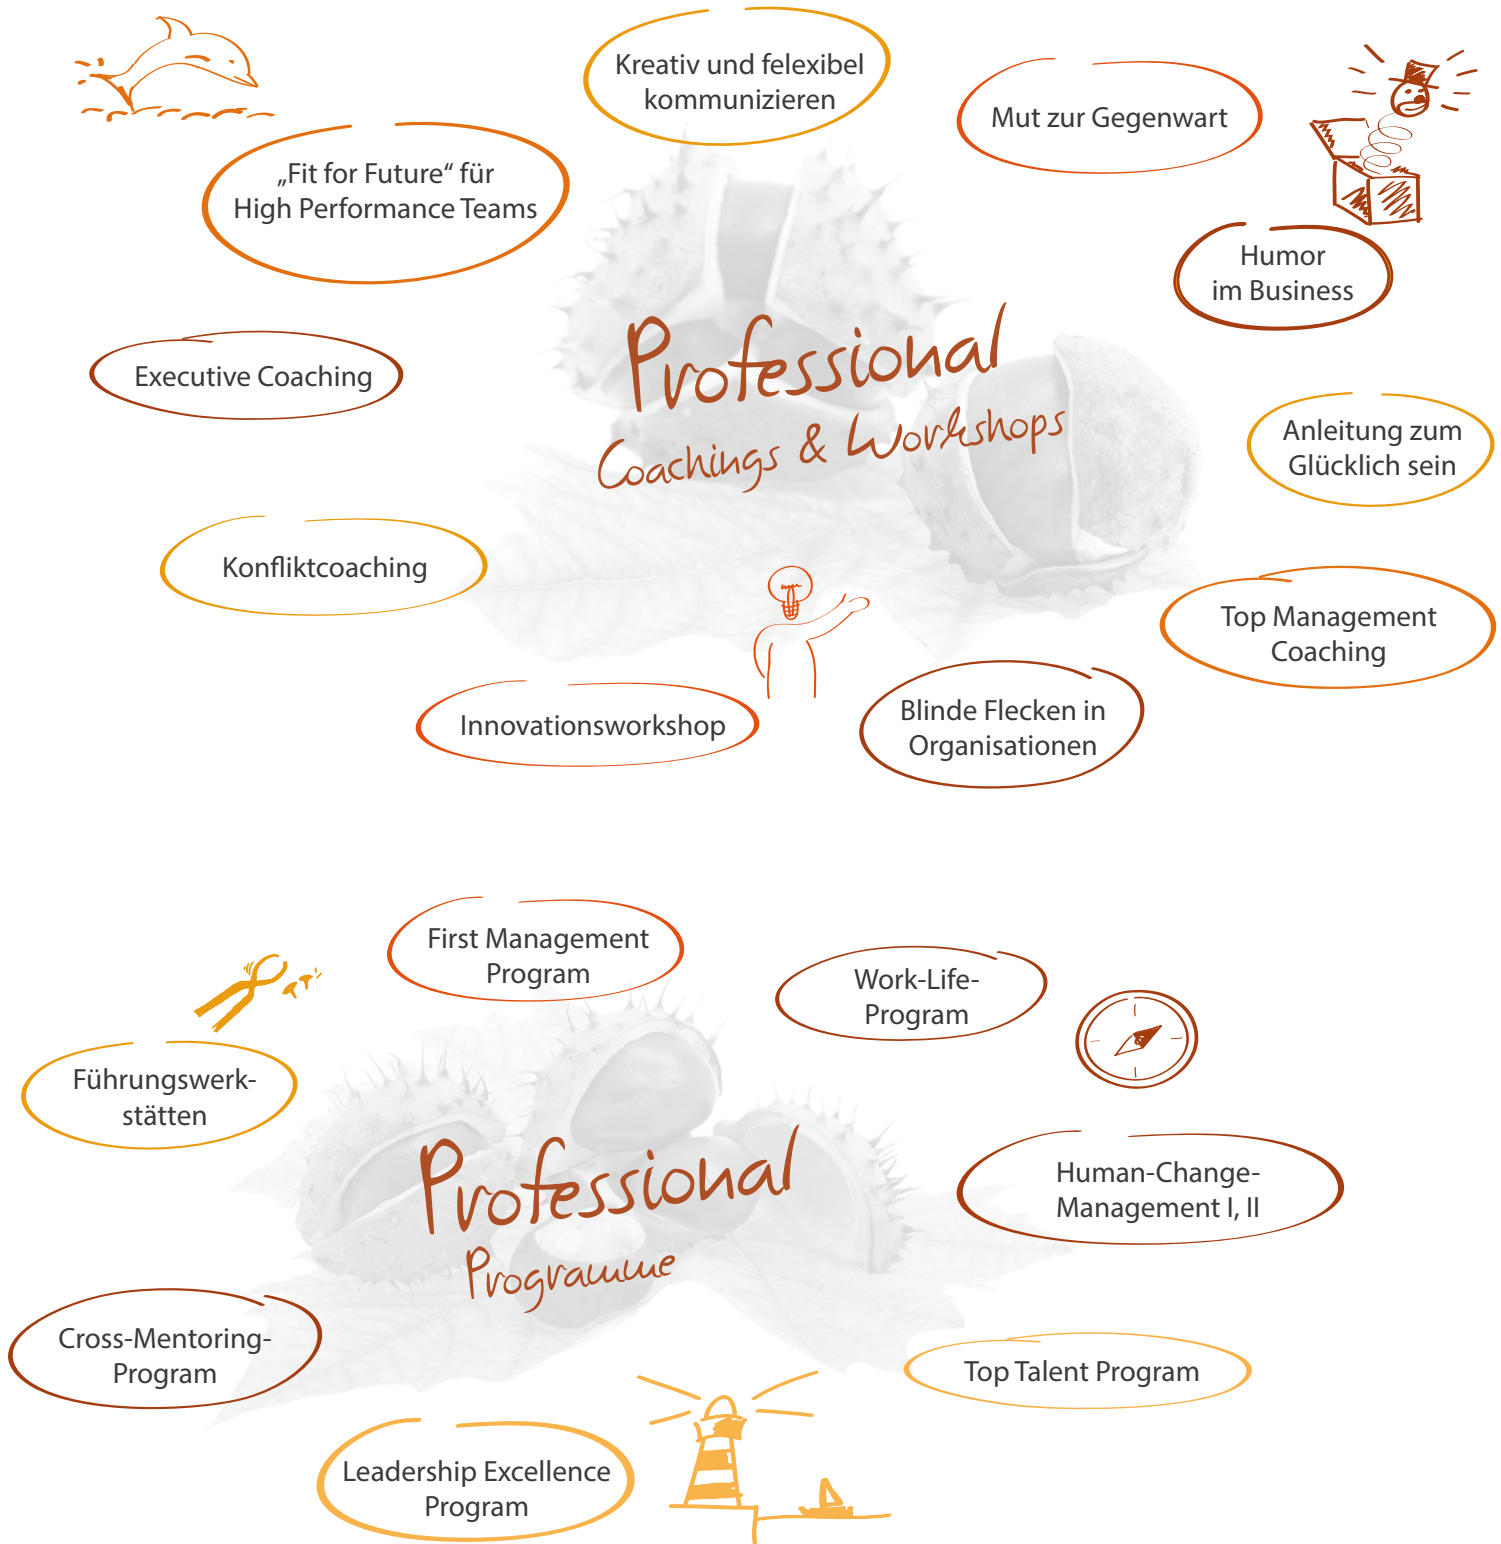 Kreativ und felexibel
kommunizieren
Mut zur Gegenwart
„Fit for Future“ für
High Performance Teams
Humor
im Business
Professional
Coachings & Workshops
Executive Coaching
Anleitung zum
Glücklich sein
Konfliktcoaching
Top Management
Coaching
Innovationsworkshop
Blinde Flecken in
Organisationen
First Management
Program
Work-Life-
Program
Führungswerk-
stätten
Professional
Programme
Human-Change-
Management I, II
Cross-Mentoring-
Program
Top Talent Program
Leadership Excellence
Program